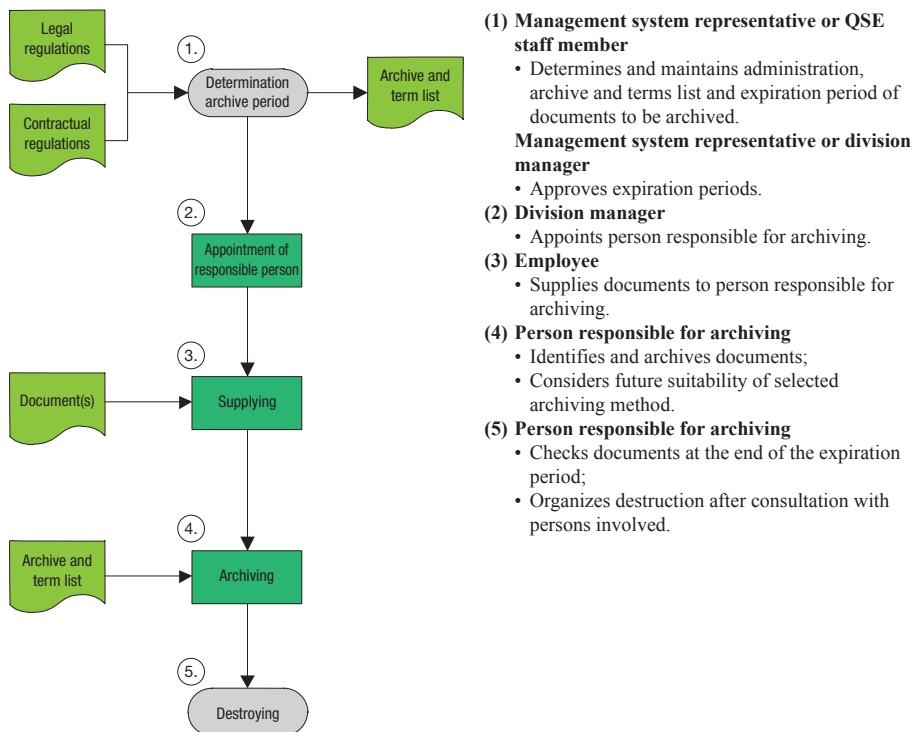 Legal
regulations
1.
Determination
archive period
Archive and
term list
Contractual
regulations
2.
Appointment of
responsible person
3.
Document(s)
Supplying
4.
Archive and
term list
Archiving
5.
Destroying
(1) Management system representative or QSE
staff member
• Determines and maintains administration,
archive and terms list and expiration period of
documents to be archived.
Management system representative or division
manager
• Approves expiration periods.
(2) Division manager
• Appoints person responsible for archiving.
(3) Employee
• Supplies documents to person responsible for
archiving.
(4) Person responsible for archiving
• Identifies and archives documents;
• Considers future suitability of selected
archiving method.
(5) Person responsible for archiving
• Checks documents at the end of the expiration
period;
• Organizes destruction after consultation with
persons involved.